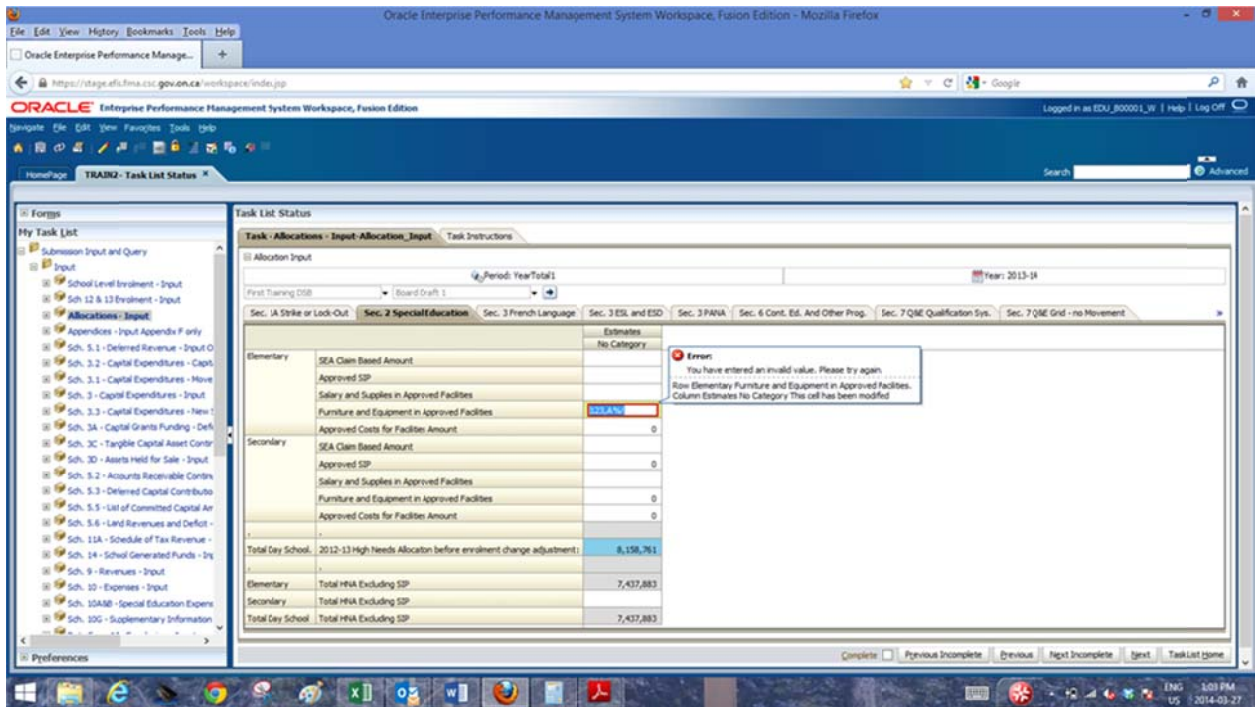 Oracle Enterprise Performance Management System Workspace, Fusion Edition - Mozilla Firefox
File Edit View History Bookmarks Tools Help
Oracle Enterprise Performance Manage... +
https://stage.efis.fma.csc.gov.on.ca/workspace/index.jsp
Google
ORACLE Enterprise Performance Management System Workspace, Fusion Edition
Logged in as EDU_B00001_W | Help | Log Off
Navigate File Edit View Favorites Tools Help
HomePage TRAIN2- Task List Status ×
Search
Advanced
Forms
My Task List
Submission Input and Query
Input
School Level Enrolment - Input
Sch 12 & 13 Enrolment - Input
Allocations - Input
Appendices - Input Appendix F only
Sch. 5.1 - Deferred Revenue - Input O
Sch. 3.2 - Capital Expenditures - Capit
Sch. 3.1 - Capital Expenditures - Move
Sch. 3 - Capital Expenditures - Input
Sch. 3.3 - Capital Expenditures - New
Sch. 3A - Capital Grants Funding - Defi
Sch. 3C - Tangible Capital Asset Contin
Sch. 3D - Assets Held for Sale - Input
Sch. 5.2 - Accounts Receivable Contin
Sch. 5.3 - Deferred Capital Contributio
Sch. 5.5 - List of Committed Capital Am
Sch. 5.6 - Land Revenues and Deficit -
Sch. 11A - Schedule of Tax Revenue -
Sch. 14 - School Generated Funds - Inp
Sch. 9 - Revenues - Input
Sch. 10 - Expenses - Input
Sch. 10A&B - Special Education Expens
Sch. 10G - Supplementary Information
Preferences
Task List Status
Task - Allocations - Input-Allocation_Input Task Instructions
Allocation Input
Period: YearTotal1 Year: 2013-14
First Training DSB Board Draft 1
Sec. 1A Strike or Lock-Out Sec. 2 SpecialEducation Sec. 3 French Language Sec. 3 ESL and ESD Sec. 3 PANA Sec. 6 Cont. Ed. And Other Prog. Sec. 7 Q&E Qualification Sys. Sec. 7 Q&E Grid - no Movement »
Estimates
No Category
Elementary SEA Claim Based Amount
Approved SIP
Salary and Supplies in Approved Facilities
Furniture and Equipment in Approved Facilities 123,A%!
Approved Costs for Facilities Amount 0
Error:
You have entered an invalid value. Please try again.
Row Elementary Furniture and Equipment in Approved Facilities.
Column Estimates No Category This cell has been modified
Secondary SEA Claim Based Amount
Approved SIP 0
Salary and Supplies in Approved Facilities
Furniture and Equipment in Approved Facilities 0
Approved Costs for Facilities Amount 0
. .
Total Day School. 2012-13 High Needs Allocation before enrolment change adjustment: 8,158,761
. .
Elementary Total HNA Excluding SIP 7,437,883
Secondary Total HNA Excluding SIP
Total Day School Total HNA Excluding SIP 7,437,883
Complete Previous Incomplete Previous Next Incomplete Next TaskList Home
ENG 1:03 PM
US 2014-03-27